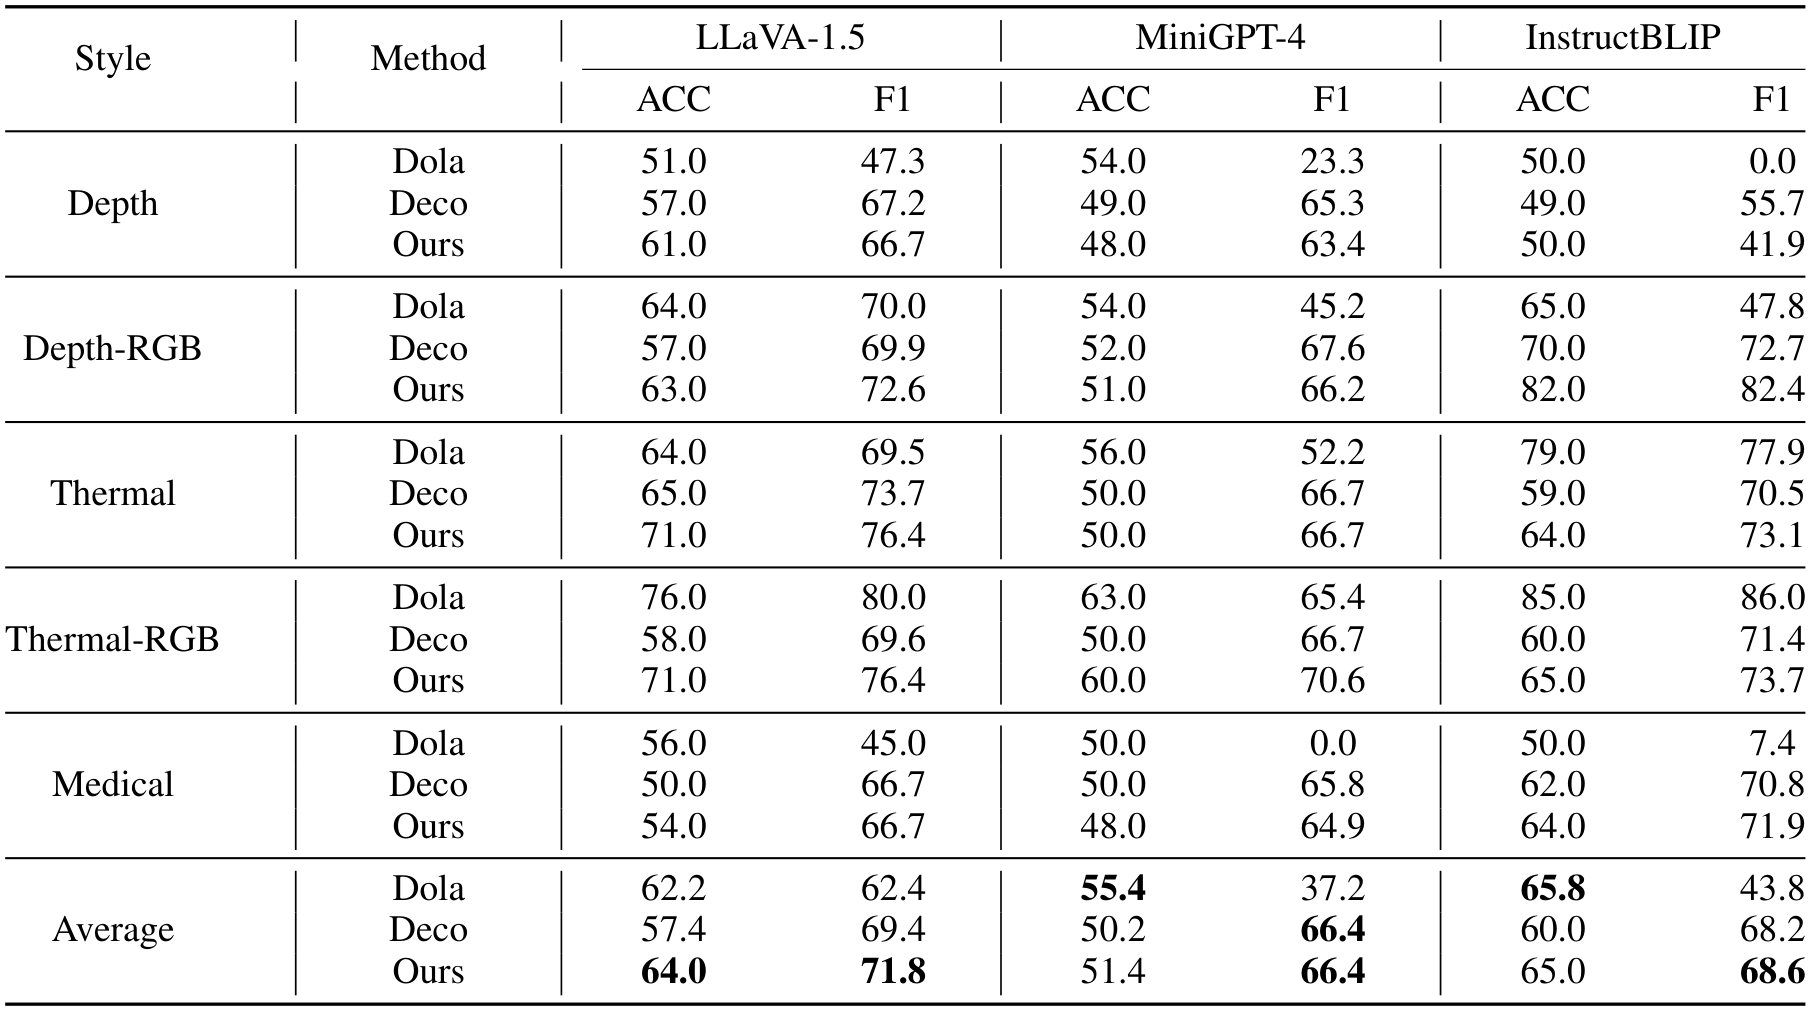 Style Method LLaVA-1.5 MiniGPT-4 InstructBLIP
ACC F1 ACC F1 ACC F1
Dola 51.0 47.3 54.0 23.3 50.0 0.0
Depth Deco 57.0 67.2 49.0 65.3 49.0 55.7
Ours 61.0 66.7 48.0 63.4 50.0 41.9
Dola 64.0 70.0 54.0 45.2 65.0 47.8
Depth-RGB Deco 57.0 69.9 52.0 67.6 70.0 72.7
Ours 63.0 72.6 51.0 66.2 82.0 82.4
Dola 64.0 69.5 56.0 52.2 79.0 77.9
Thermal Deco 65.0 73.7 50.0 66.7 59.0 70.5
Ours 71.0 76.4 50.0 66.7 64.0 73.1
Dola 76.0 80.0 63.0 65.4 85.0 86.0
Thermal-RGB Deco 58.0 69.6 50.0 66.7 60.0 71.4
Ours 71.0 76.4 60.0 70.6 65.0 73.7
Dola 56.0 45.0 50.0 0.0 50.0 7.4
Medical Deco 50.0 66.7 50.0 65.8 62.0 70.8
Ours 54.0 66.7 48.0 64.9 64.0 71.9
Dola 62.2 62.4 55.4 37.2 65.8 43.8
Average Deco 57.4 69.4 50.2 66.4 60.0 68.2
Ours 64.0 71.8 51.4 66.4 65.0 68.6